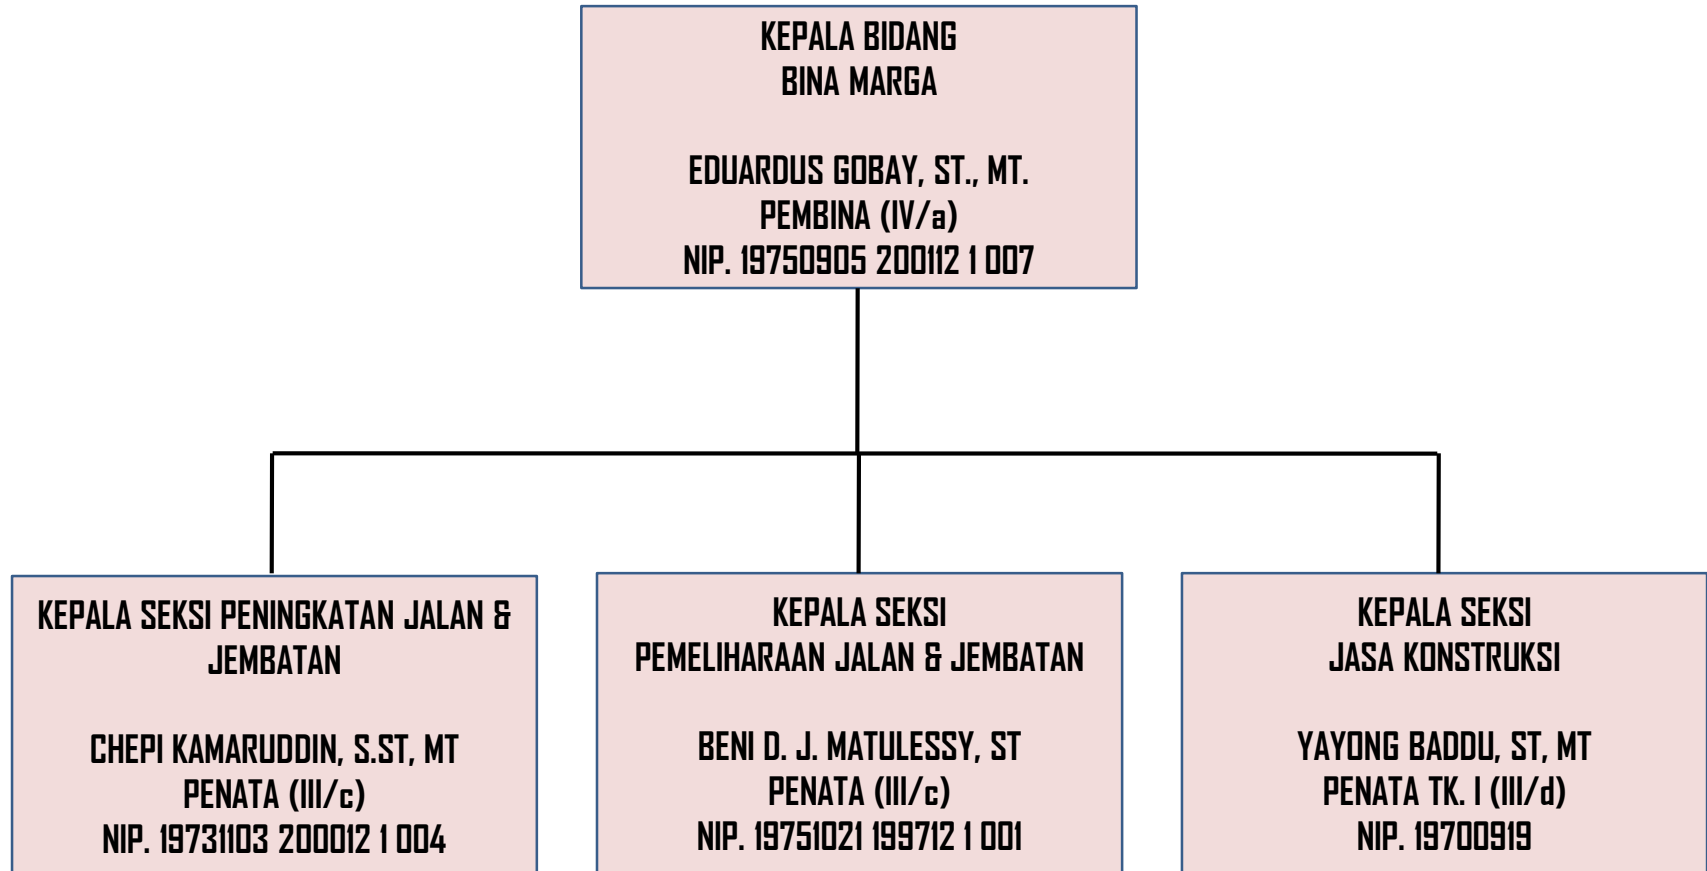 KEPALA BIDANG
BINA MARGA
EDUARDUS GOBAY, ST., MT.
PEMBINA (IV/a)
NIP. 19750905 200112 1 007
KEPALA SEKSI PENINGKATAN JALAN &
JEMBATAN
CHEPI KAMARUDDIN, S.ST, MT
PENATA (III/c)
NIP. 19731103 200012 1 004
KEPALA SEKSI
PEMELIHARAAN JALAN & JEMBATAN
BENI D. J. MATULESSY, ST
PENATA (III/c)
NIP. 19751021 199712 1 001
KEPALA SEKSI
JASA KONSTRUKSI
YAYONG BADDU, ST, MT
PENATA TK. I (III/d)
NIP. 19700919